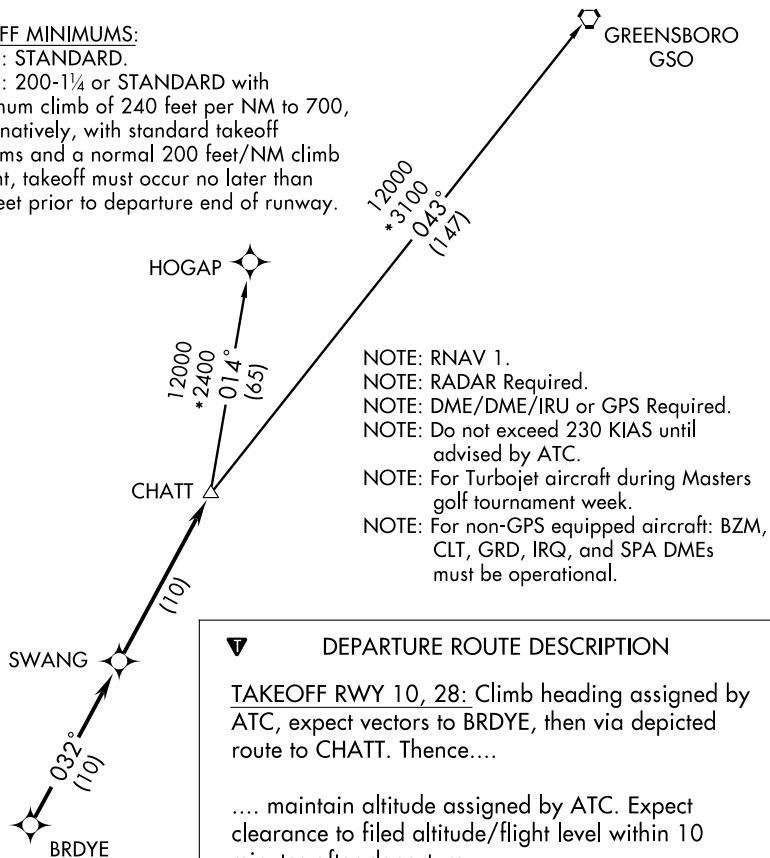 FF MINIMUMS:
: STANDARD.
: 200-1¼ or STANDARD with
num climb of 240 feet per NM to 700,
natively, with standard takeoff
ms and a normal 200 feet/NM climb
nt, takeoff must occur no later than
eet prior to departure end of runway.
GREENSBORO
GSO
12000
*3100
043°
(147)
HOGAP
12000
*2400
014°
(65)
NOTE: RNAV 1.
NOTE: RADAR Required.
NOTE: DME/DME/IRU or GPS Required.
NOTE: Do not exceed 230 KIAS until
advised by ATC.
NOTE: For Turbojet aircraft during Masters
golf tournament week.
NOTE: For non-GPS equipped aircraft: BZM,
CLT, GRD, IRQ, and SPA DMEs
must be operational.
CHATT
(10)
SWANG
032°
(10)
BRDYE
T
DEPARTURE ROUTE DESCRIPTION
TAKEOFF RWY 10, 28: Climb heading assigned by
ATC, expect vectors to BRDYE, then via depicted
route to CHATT. Thence....
.... maintain altitude assigned by ATC. Expect
clearance to filed altitude/flight level within 10
minutes after departure